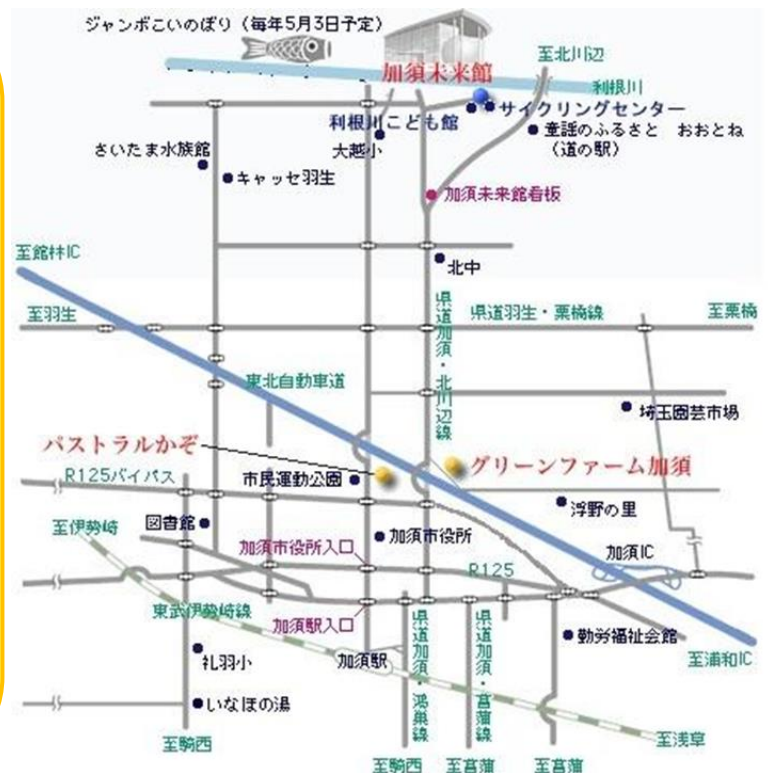 ジャンボこいのぼり（毎年5月3日予定）
至北川辺
加須未来館
利根川
サイクリングセンター
利根川こども館
童謡のふるさと　おおとね
（道の駅）
大越小
さいたま水族館
キャッセ羽生
加須未来館看板
至館林IC
北中
至羽生
県道羽生・栗橋線
至栗橋
県道加須・北川辺線
東北自動車道
埼玉園芸市場
パストラルかぞ
グリーンファーム加須
R125バイパス
市民運動公園
浮野の里
至伊勢崎
図書館
加須市役所
加須市役所入口
加須IC
R125
東武伊勢崎線
加須駅入口
県道加須・鴻巣線
県道加須・菖蒲線
勤労福祉会館
礼羽小
加須駅
至浦和IC
いなほの湯
至騎西
至浅草
至騎西
至菖蒲
至菖蒲